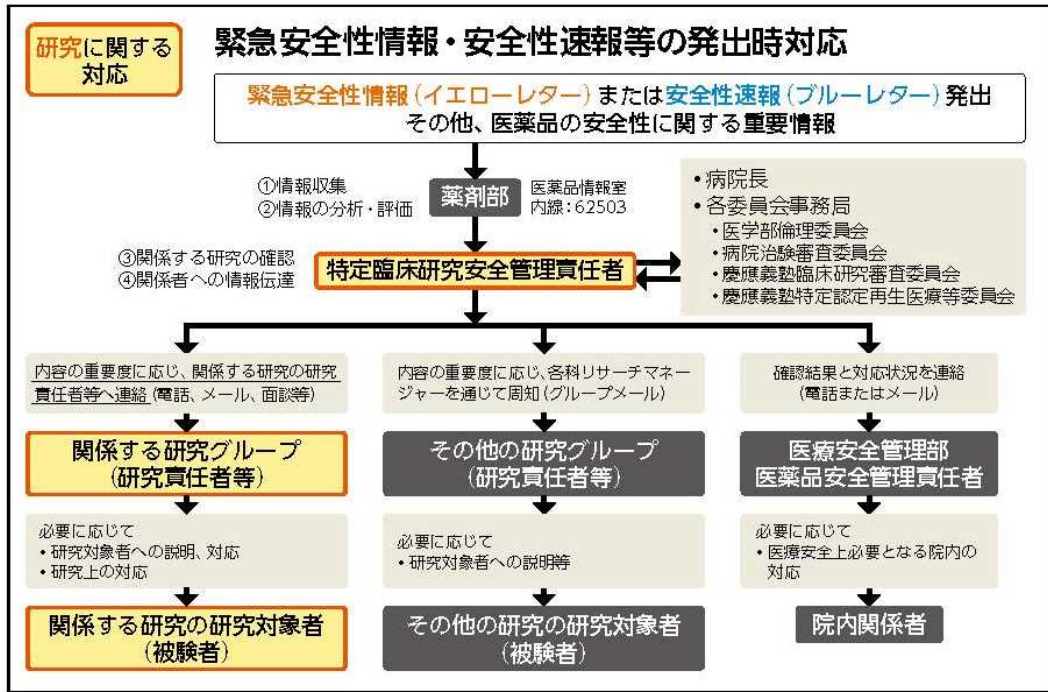 研究に関する
対応
緊急安全性情報・安全性速報等の発出時対応
緊急安全性情報（イエローレター）または安全性速報（ブルーレター）発出
その他、医薬品の安全性に関する重要情報
①情報収集
②情報の分析・評価
薬剤部
医薬品情報室
内線：62503
③関係する研究の確認
④関係者への情報伝達
特定臨床研究安全管理責任者
・病院長
・各委員会事務局
・医学部倫理委員会
・病院治験審査委員会
・慶應義塾臨床研究審査委員会
・慶應義塾特定認定再生医療等委員会
内容の重要度に応じ、関係する研究の研究
責任者等へ連絡（電話、メール、面談等）
関係する研究グループ
（研究責任者等）
必要に応じて
・研究対象者への説明、対応
・研究上の対応
関係する研究の研究対象者
（被験者）
内容の重要度に応じ、各科リサーチマネー
ジャーを通じて周知（グループメール）
その他の研究グループ
（研究責任者等）
必要に応じて
・研究対象者への説明等
その他の研究の研究対象者
（被験者）
確認結果と対応状況を連絡
（電話またはメール）
医療安全管理部
医薬品安全管理責任者
必要に応じて
・医療安全上必要となる院内の
対応
院内関係者